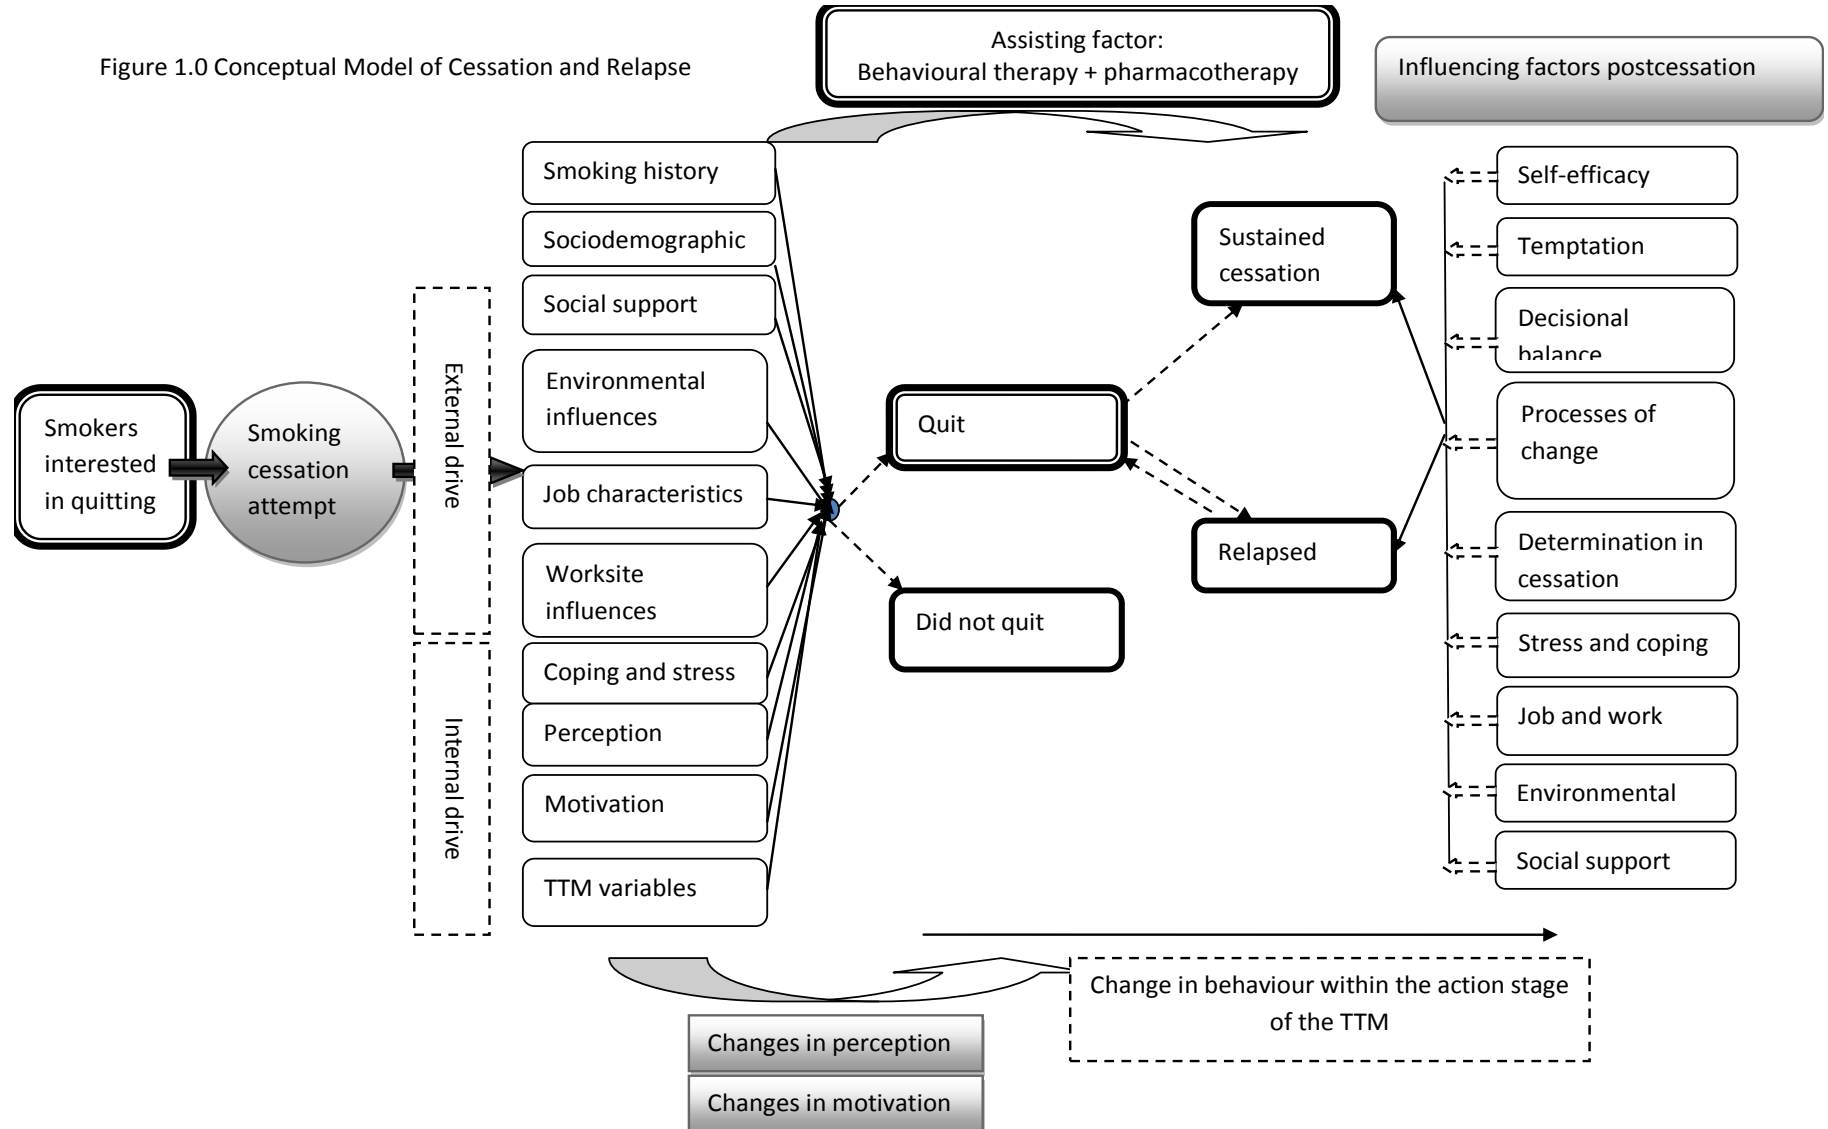 Figure 1.0 Conceptual Model of Cessation and Relapse
Assisting factor:
Behavioural therapy + pharmacotherapy
Influencing factors postcessation
Smokers
interested
in quitting
Smoking
cessation
attempt
External drive
Internal drive
Smoking history
Sociodemographic
Social support
Environmental
influences
Job characteristics
Worksite
influences
Coping and stress
Perception
Motivation
TTM variables
Quit
Did not quit
Sustained
cessation
Relapsed
Self-efficacy
Temptation
Decisional
balance
Processes of
change
Determination in
cessation
Stress and coping
Job and work
Environmental
Social support
Change in behaviour within the action stage
of the TTM
Changes in perception
Changes in motivation